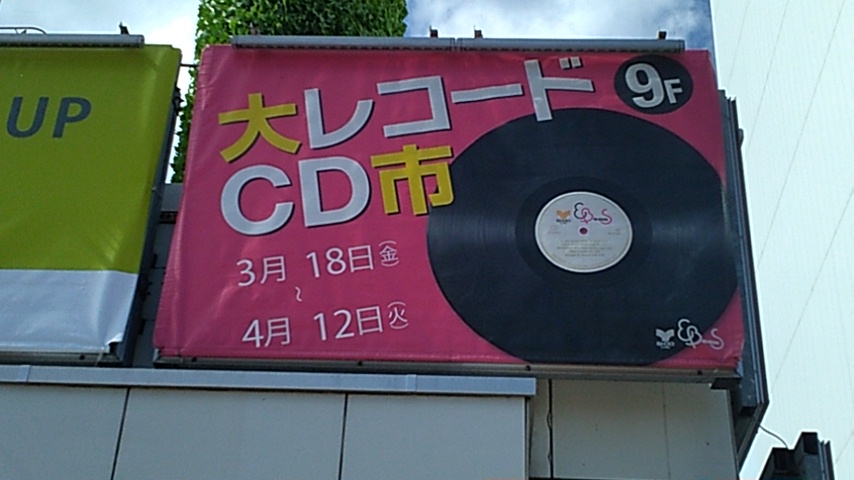 UP
大レコード
CD市
9F
3月 18日(金)
~
4月 12日(火)